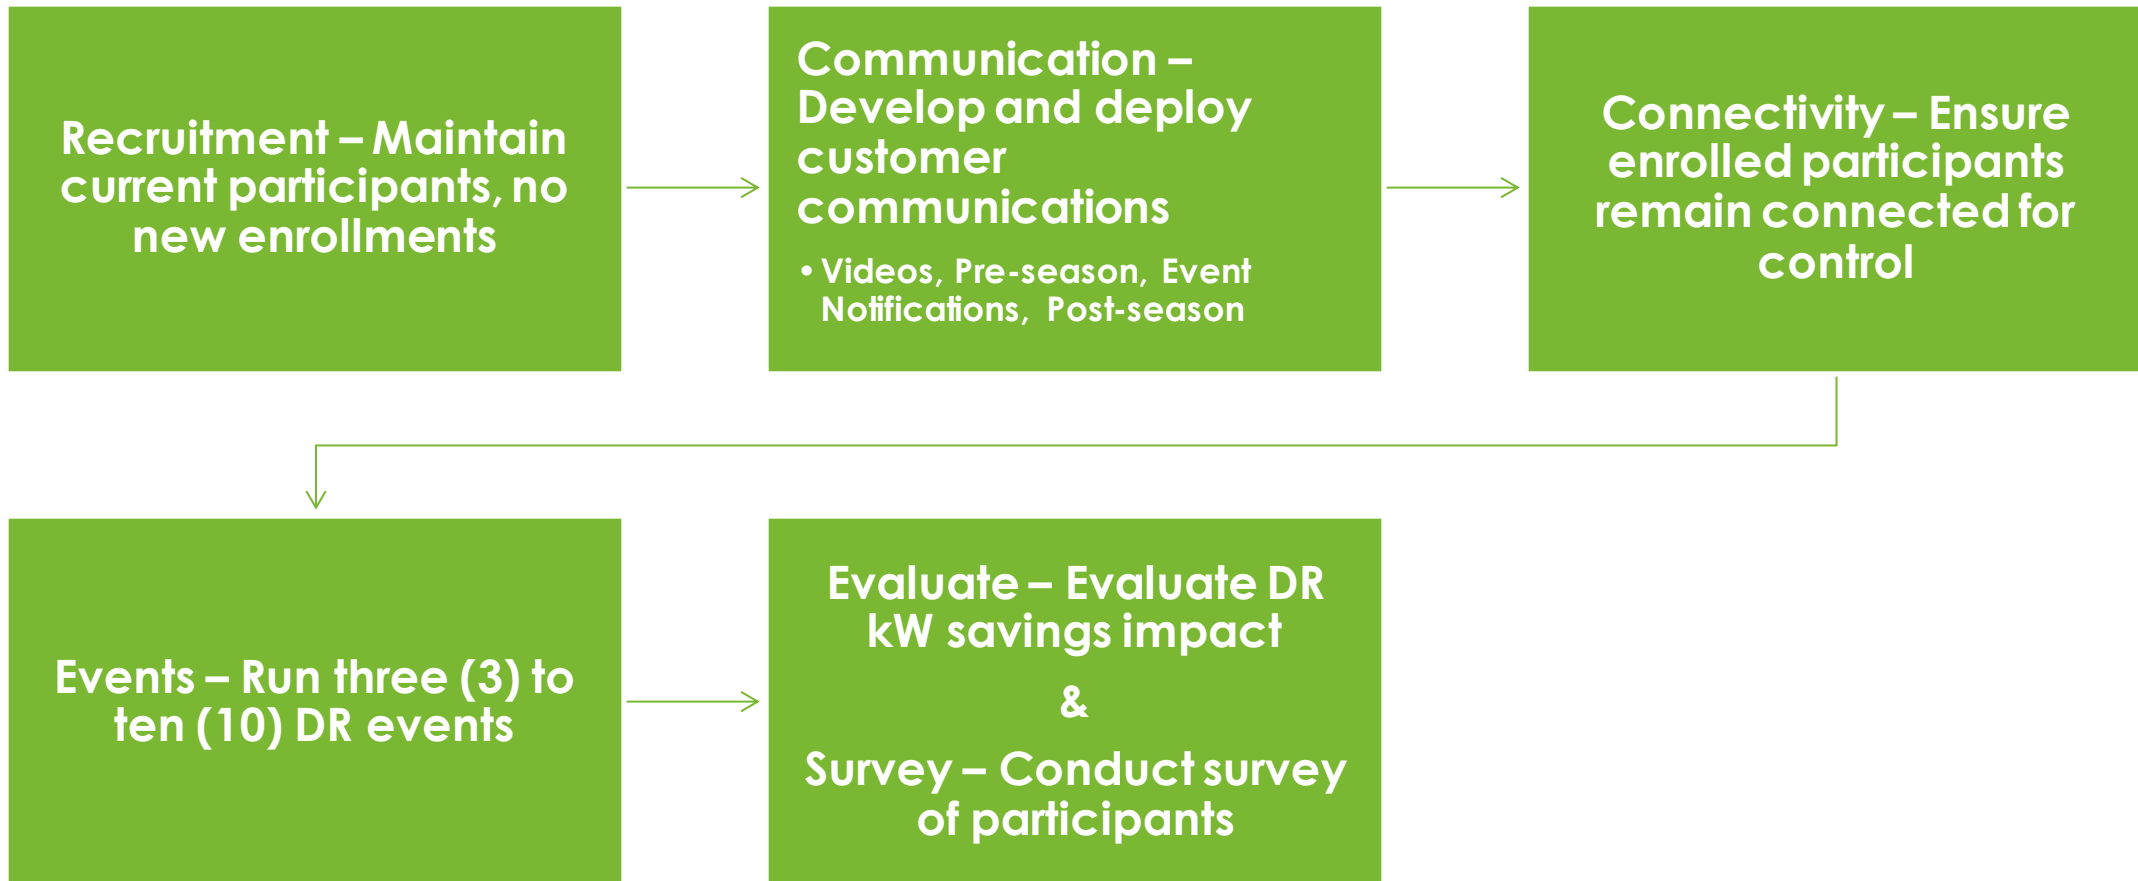 Recruitment – Maintain
current participants, no
new enrollments
Communication –
Develop and deploy
customer
communications
• Videos, Pre-season, Event
Notifications, Post-season
Connectivity – Ensure
enrolled participants
remain connected for
control
Events – Run three (3) to
ten (10) DR events
Evaluate – Evaluate DR
kW savings impact
&
Survey – Conduct survey
of participants